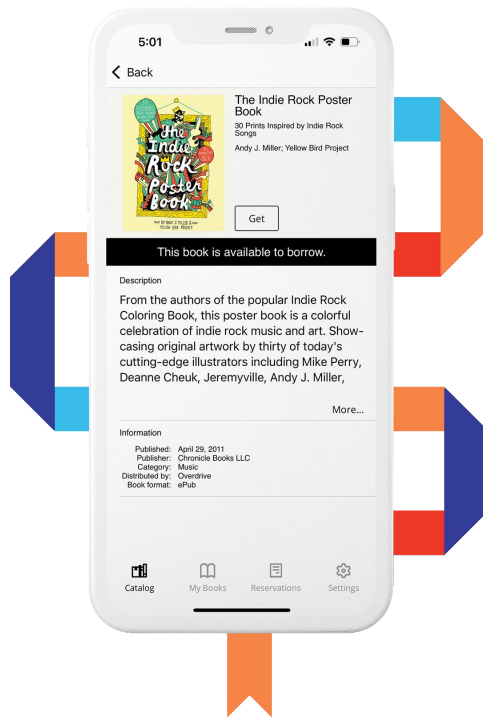 5:01
Back
The Indie Rock Poster
Book
30 Prints Inspired by Indie Rock
Songs
Andy J. Miller; Yellow Bird Project
The
Indie
Rock
Poster
Book
Get
This book is available to borrow.
Description
From the authors of the popular Indie Rock
Coloring Book, this poster book is a colorful
celebration of indie rock music and art. Show-
casing original artwork by thirty of today's
cutting-edge illustrators including Mike Perry,
Deanne Cheuk, Jeremyville, Andy J. Miller,
More...
Information
Published: April 29, 2011
Publisher: Chronicle Books LLC
Category: Music
Distributed by: Overdrive
Book format: ePub
Catalog
My Books
Reservations
Settings